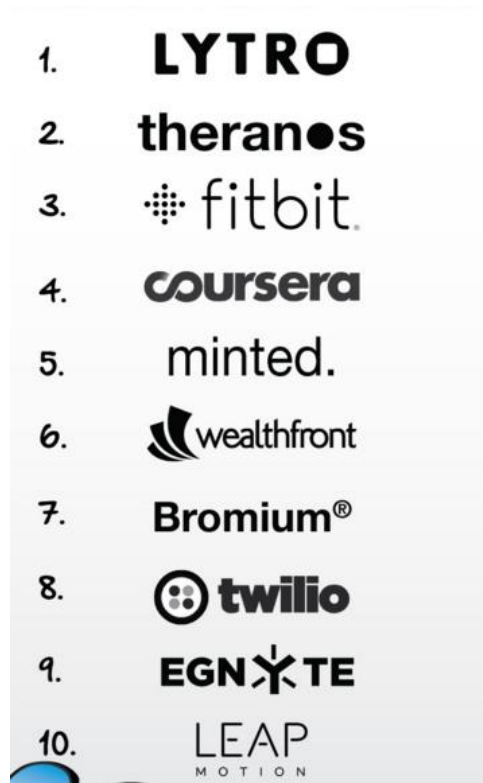 1. LYTRO
2. theranos
3. fitbit.
4. coursera
5. minted.
6. wealthfront
7. Bromium®
8. twilio
9. EGNYTE
10. LEAP
MOTION